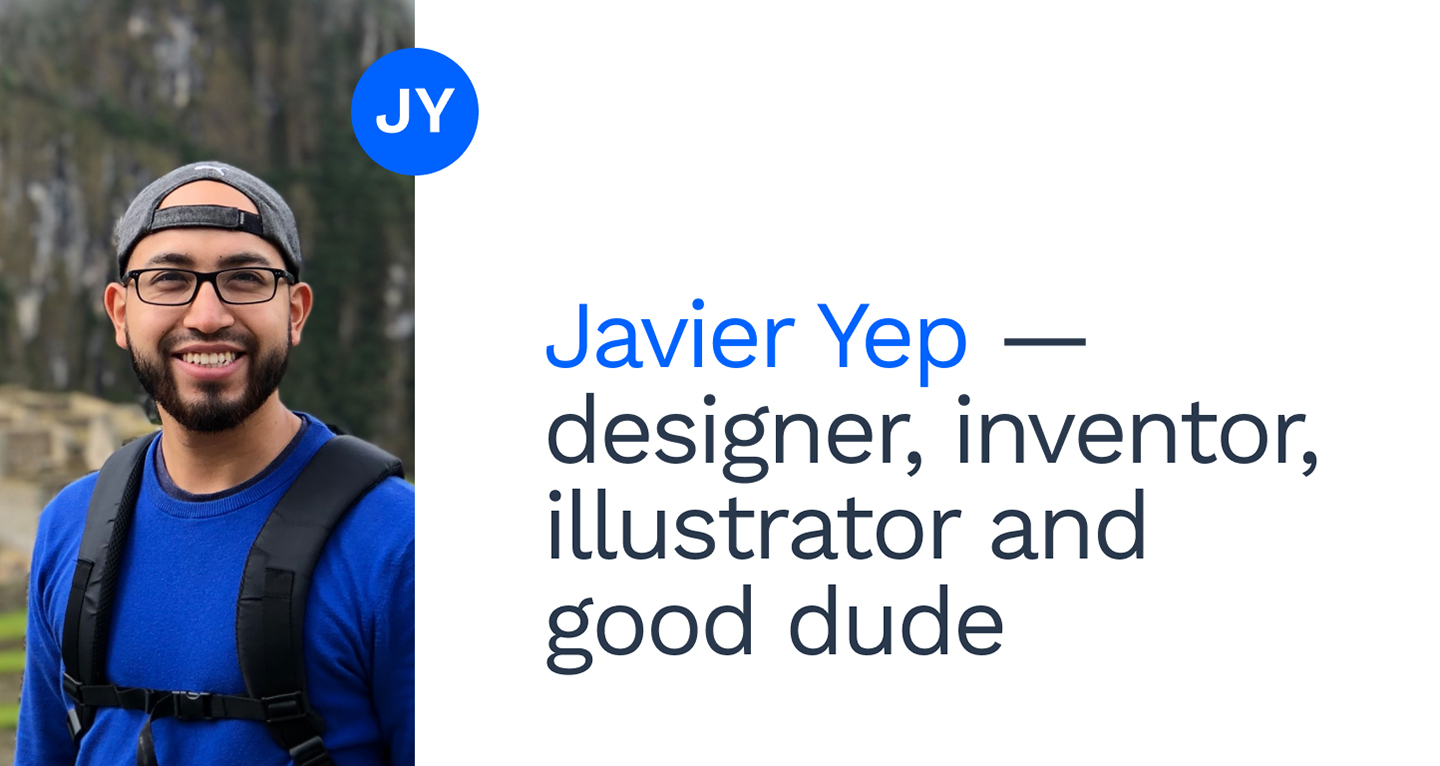 JY
Javier Yep —
designer, inventor,
illustrator and
good dude